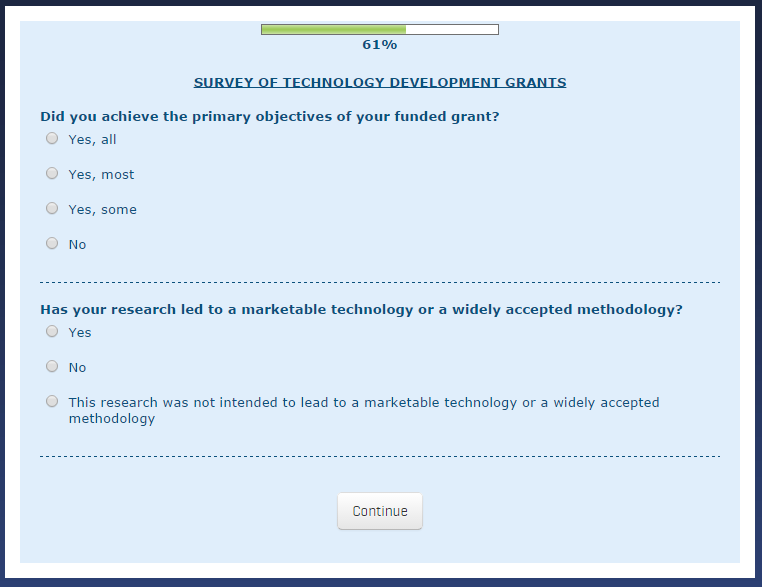 61%
SURVEY OF TECHNOLOGY DEVELOPMENT GRANTS
Did you achieve the primary objectives of your funded grant?
Yes, all
Yes, most
Yes, some
No
Has your research led to a marketable technology or a widely accepted methodology?
Yes
No
This research was not intended to lead to a marketable technology or a widely accepted
methodology
Continue